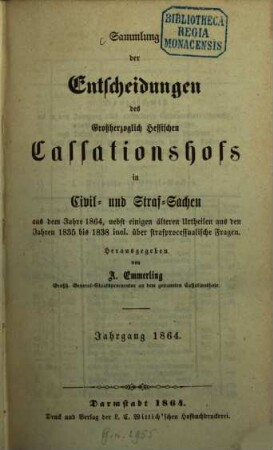 Sammlung
BIBLIOTHECA
REGIA
MONACENSIS
der
Entscheidungen
des
Großherzoglich Hessischen
Cassationshofs
in
Civil- und Straf-Sachen
aus dem Jahre 1864, nebst einigen älteren Urtheilen aus den
Jahren 1835 bis 1838 incl. über strafprocessualische Fragen.
Herausgegeben
von
A. Emmerling
Großh. General-Staatsprocurator an dem genannten Cassationshofe.
Jahrgang 1864.
Darmstadt 1864.
Druck und Verlag der L. C. Wittich'schen Hofbuchdruckerei.